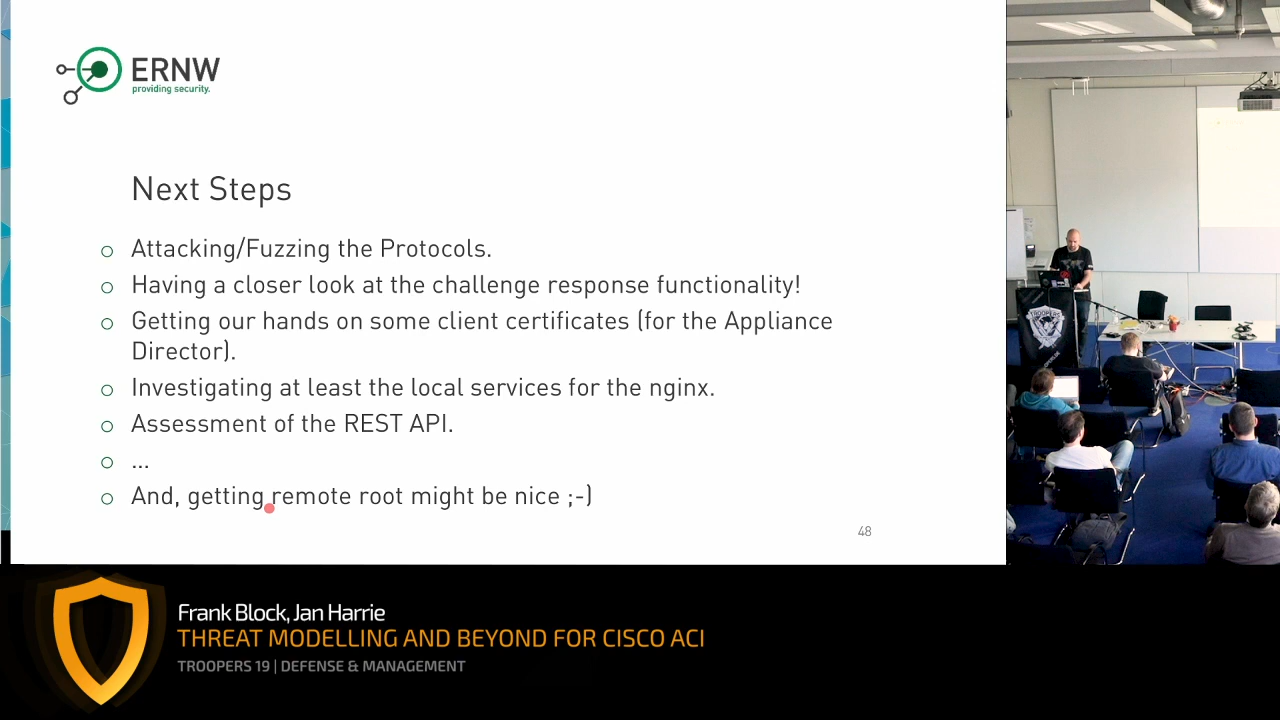 ERNW
providing security.
Next Steps
Attacking/Fuzzing the Protocols.
Having a closer look at the challenge response functionality!
Getting our hands on some client certificates (for the Appliance
Director).
Investigating at least the local services for the nginx.
Assessment of the REST API.
...
And, getting remote root might be nice ;-)
48
TROOPERS
Frank Block, Jan Harrie
THREAT MODELLING AND BEYOND FOR CISCO ACI
TROOPERS 19 | DEFENSE & MANAGEMENT